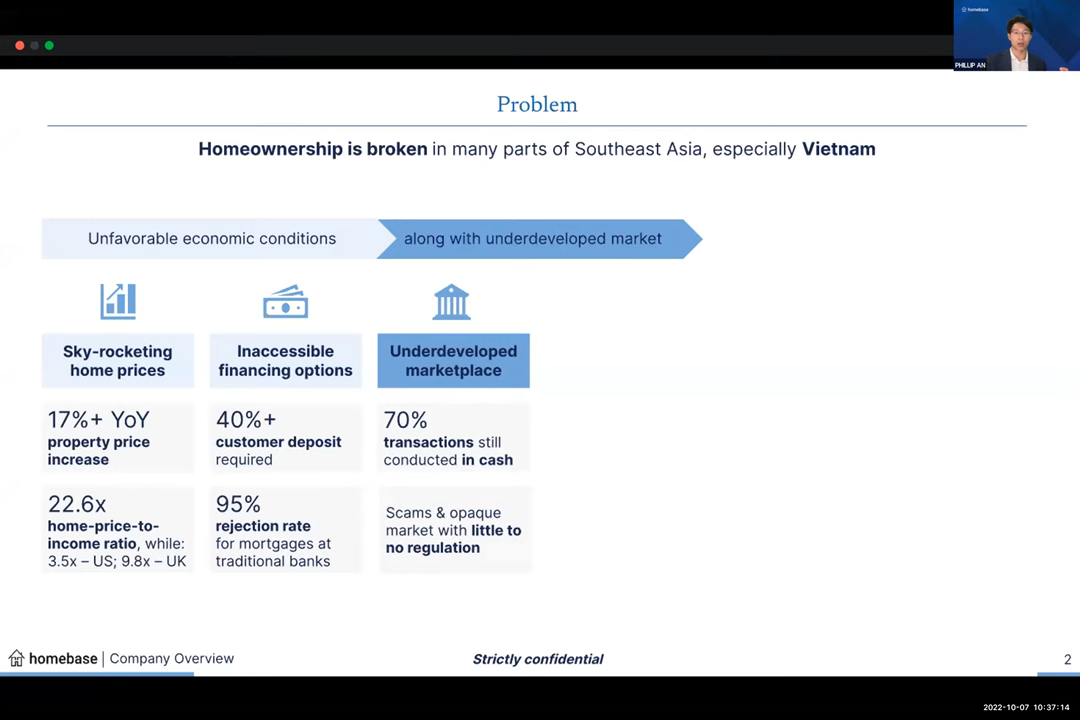 homebase
PHILLIP AN
Problem
Homeownership is broken in many parts of Southeast Asia, especially Vietnam
Unfavorable economic conditions
along with underdeveloped market
Sky-rocketing
home prices
17%+ YoY
property price
increase
22.6x
home-price-to-
income ratio, while:
3.5x – US; 9.8x – UK
Inaccessible
financing options
40%+
customer deposit
required
95%
rejection rate
for mortgages at
traditional banks
Underdeveloped
marketplace
70%
transactions still
conducted in cash
Scams & opaque
market with little to
no regulation
homebase | Company Overview
Strictly confidential
2
2022-10-07 10:37:14